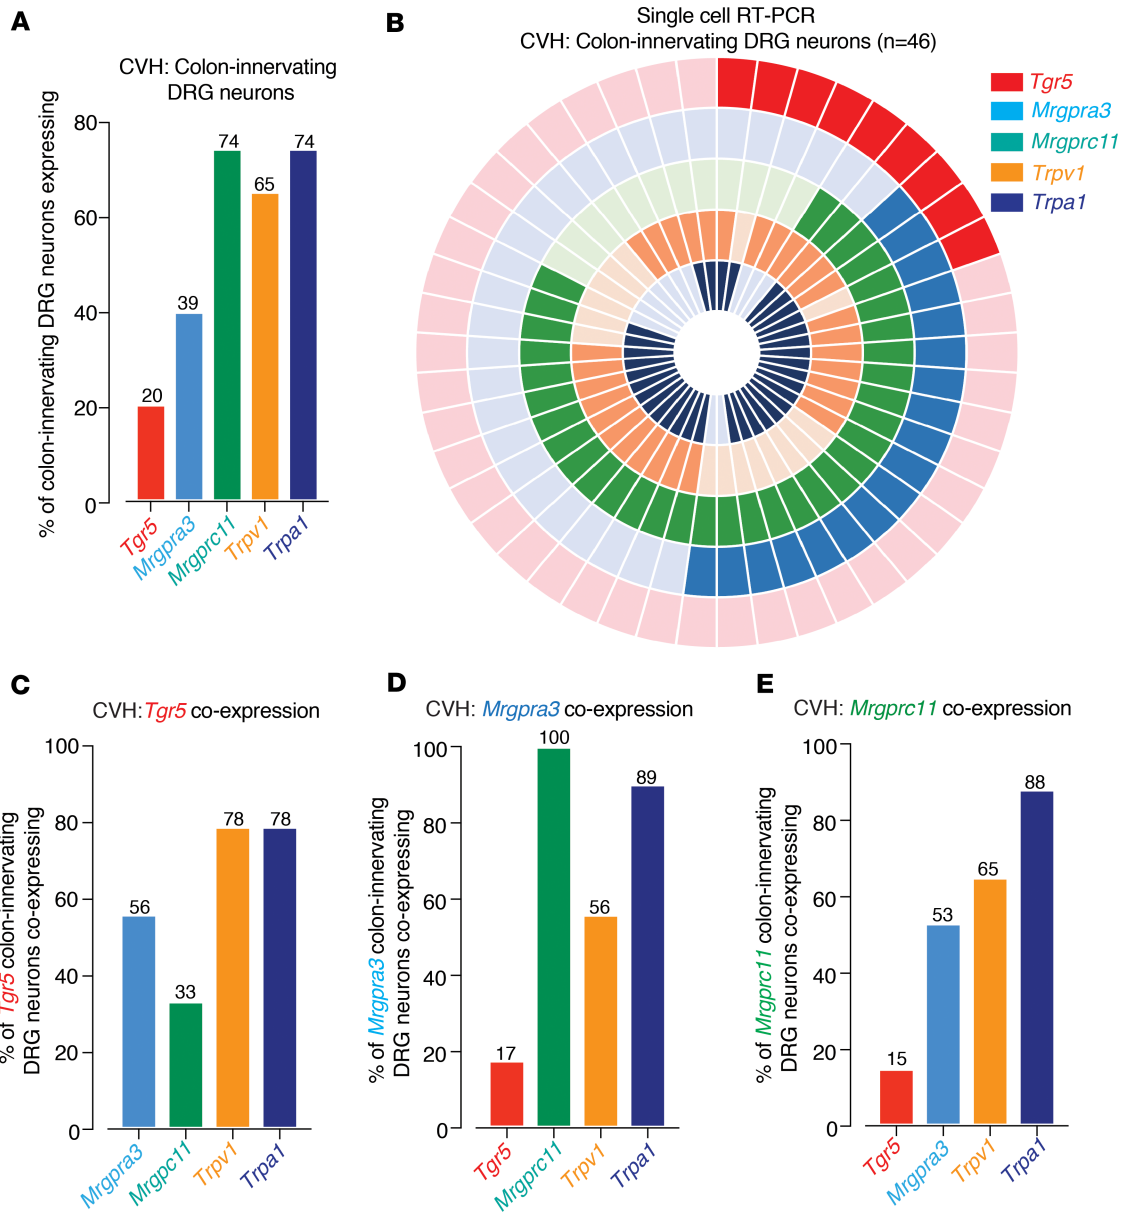 A
CVH: Colon-innervating
DRG neurons
% of colon-innervating DRG neurons expressing
80
60
40
20
0
20
39
74
65
74
Tgr5
Mrgpra3
Mrgprc11
Trpv1
Trpa1
B
Single cell RT-PCR
CVH: Colon-innervating DRG neurons (n=46)
Tgr5
Mrgpra3
Mrgprc11
Trpv1
Trpa1
C
CVH: Tgr5 co-expression
% of Tgr5 colon-innervating
DRG neurons co-expressing
100
80
60
40
20
0
56
33
78
78
Mrgpra3
Mrgpc11
Trpv1
Trpa1
D
CVH: Mrgpra3 co-expression
% of Mrgpra3 colon-innervating
DRG neurons co-expressing
100
80
60
40
20
0
17
100
56
89
Tgr5
Mrgprc11
Trpv1
Trpa1
E
CVH: Mrgprc11 co-expression
% of Mrgprc11 colon-innervating
DRG neurons co-expressing
100
80
60
40
20
0
15
53
65
88
Tgr5
Mrgpra3
Trpv1
Trpa1